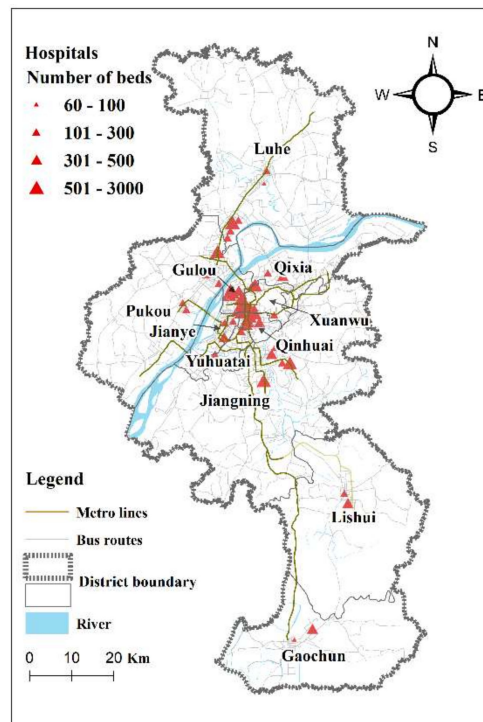 Hospitals
Number of beds
60 - 100
101 - 300
301 - 500
501 - 3000
N
W
E
S
Luhe
Gulou
Qixia
Pukou
Jianye
Xuanwu
Qinhuai
Yuhuatai
Jiangning
Lishui
Gaochun
Legend
Metro lines
Bus routes
District boundary
River
0 10 20 Km